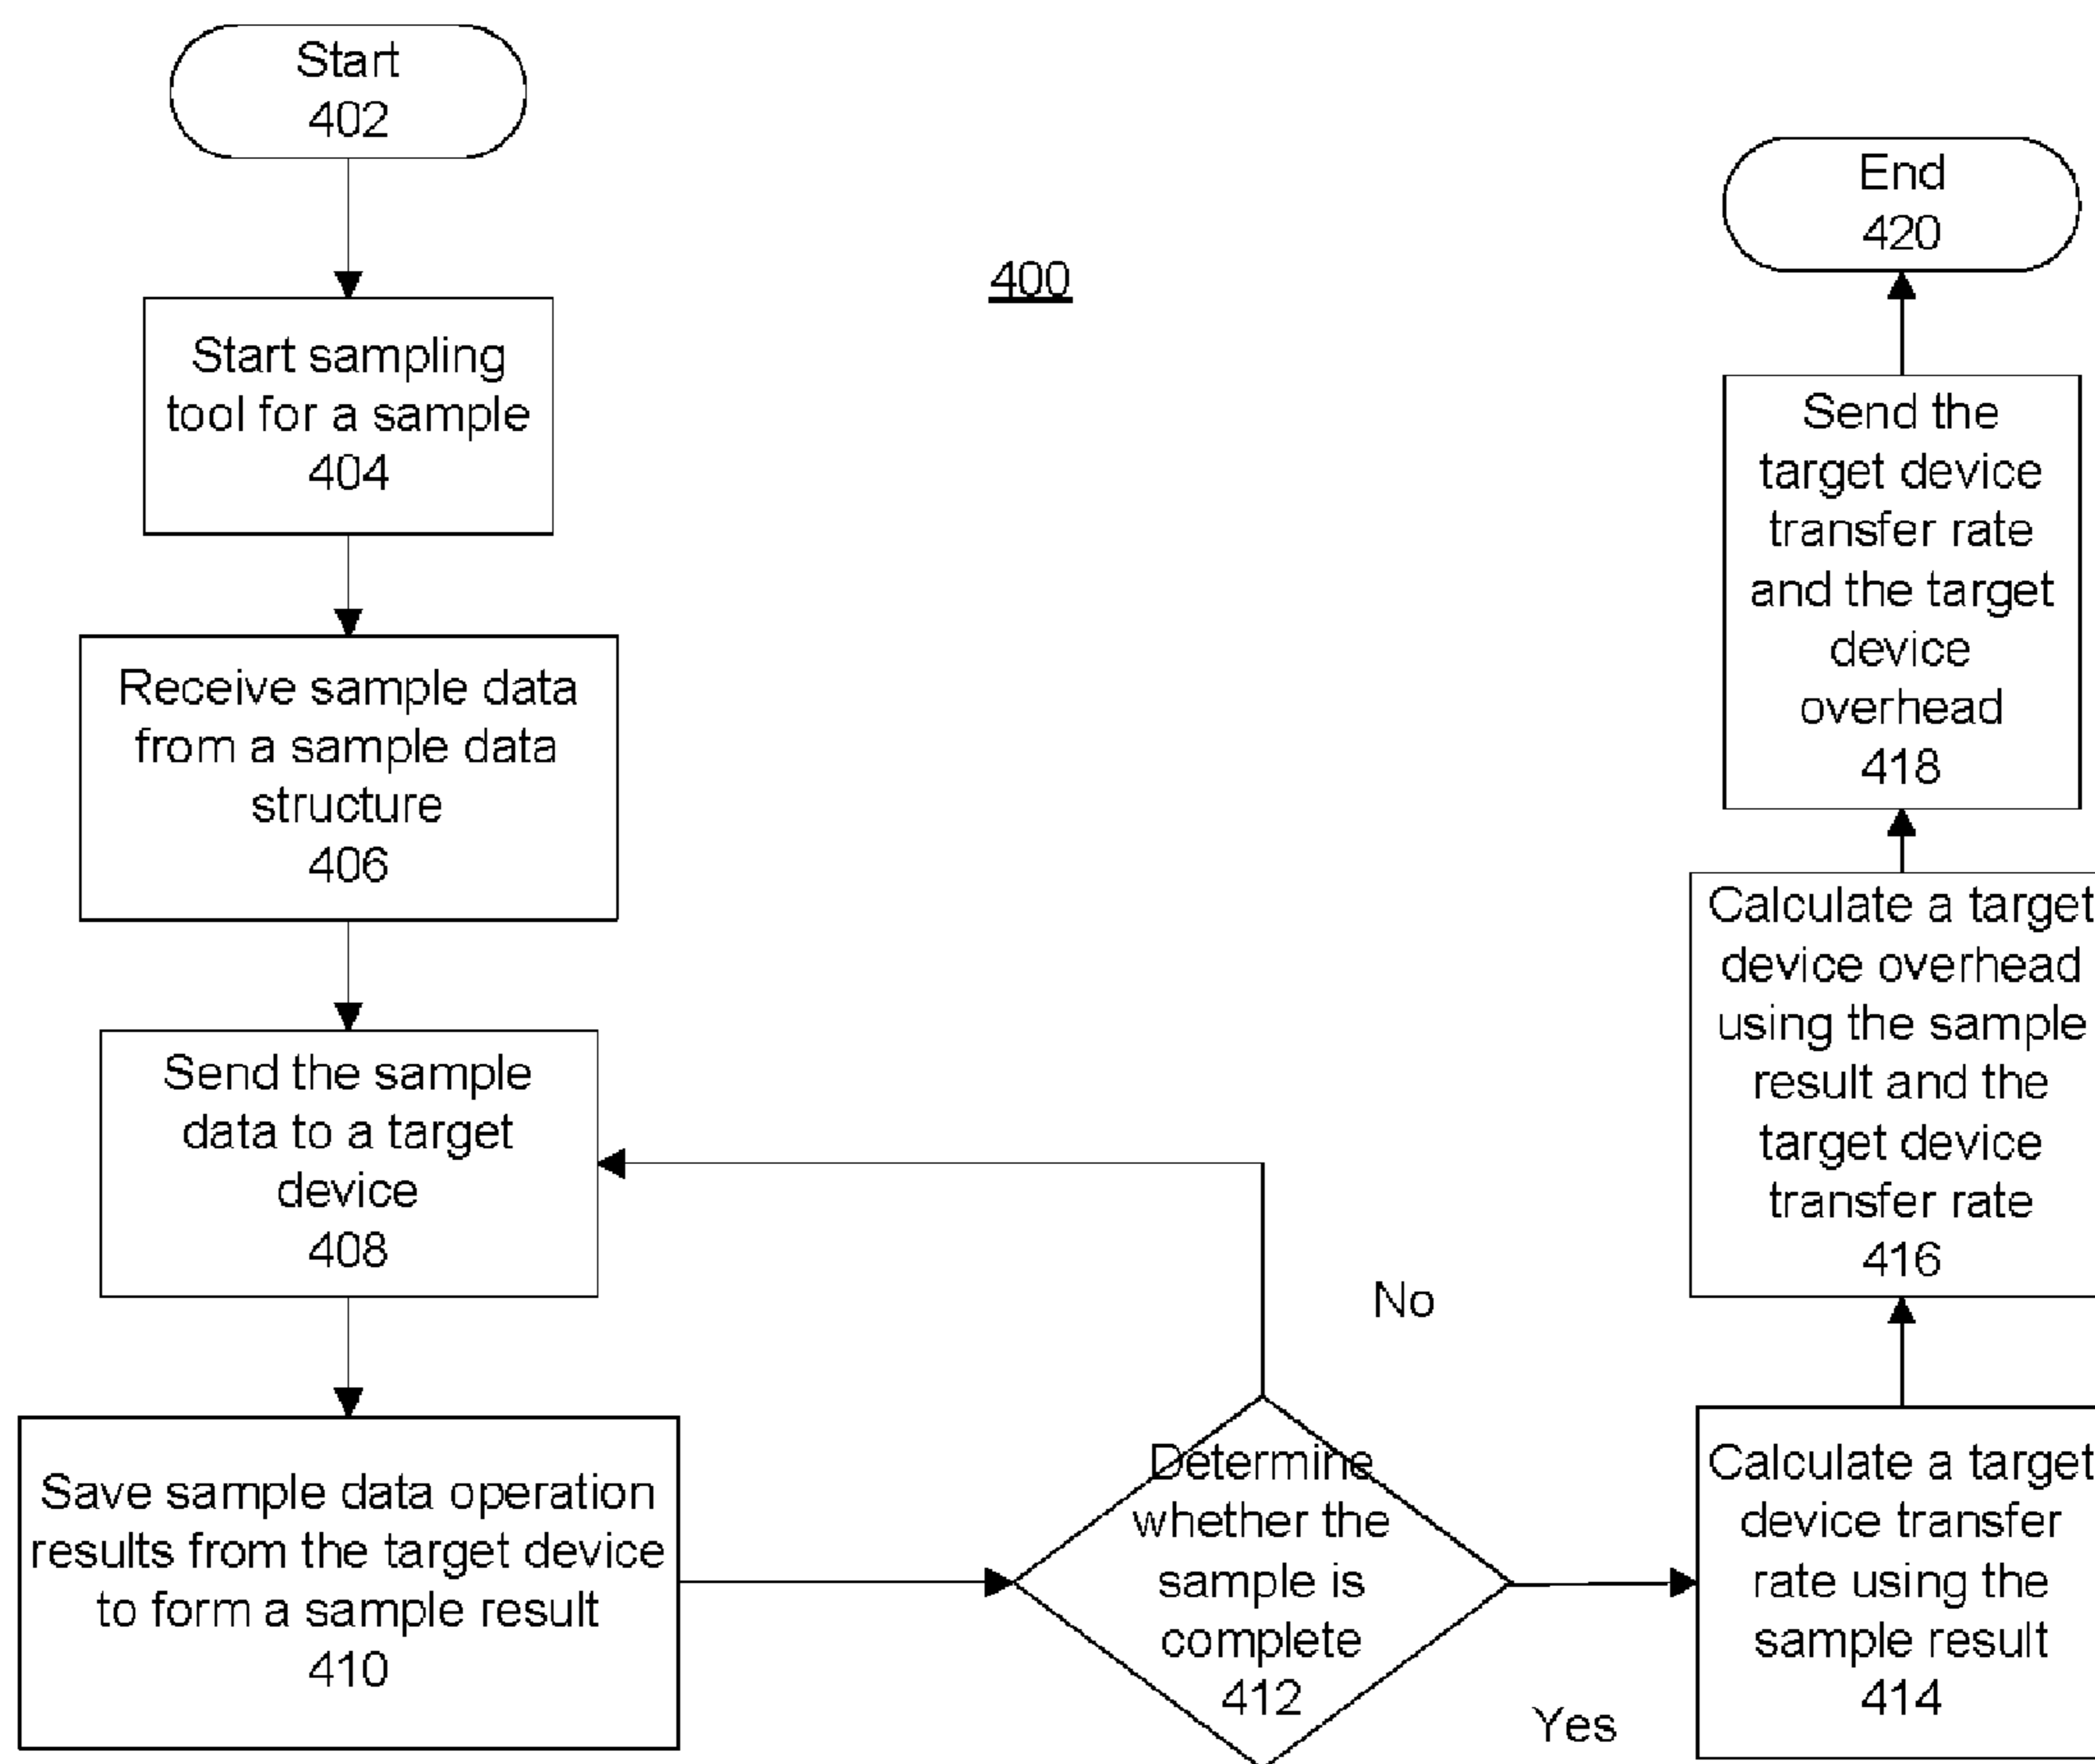 Start
402
Start sampling
tool for a sample
404
Receive sample data
from a sample data
structure
406
Send the sample
data to a target
device
408
Save sample data operation
results from the target device
to form a sample result
410
400
No
Determine
whether the
sample is
complete
412
Yes
Calculate a target
device transfer
rate using the
sample result
414
Calculate a target
device overhead
using the sample
result and the
target device
transfer rate
416
Send the
target device
transfer rate
and the target
device
overhead
418
End
420